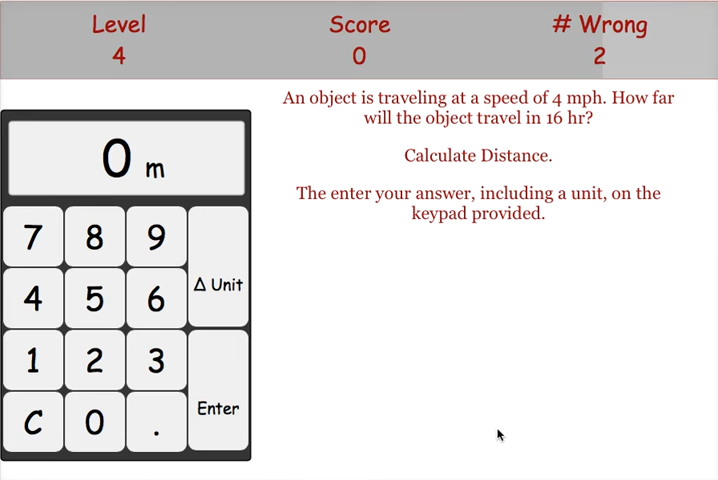 Level Score # Wrong
4 0 2
An object is traveling at a speed of 4 mph. How far
will the object travel in 16 hr?
Calculate Distance.
The enter your answer, including a unit, on the
keypad provided.
0 m
7 8 9
Δ Unit
4 5 6
1 2 3
Enter
C 0 .